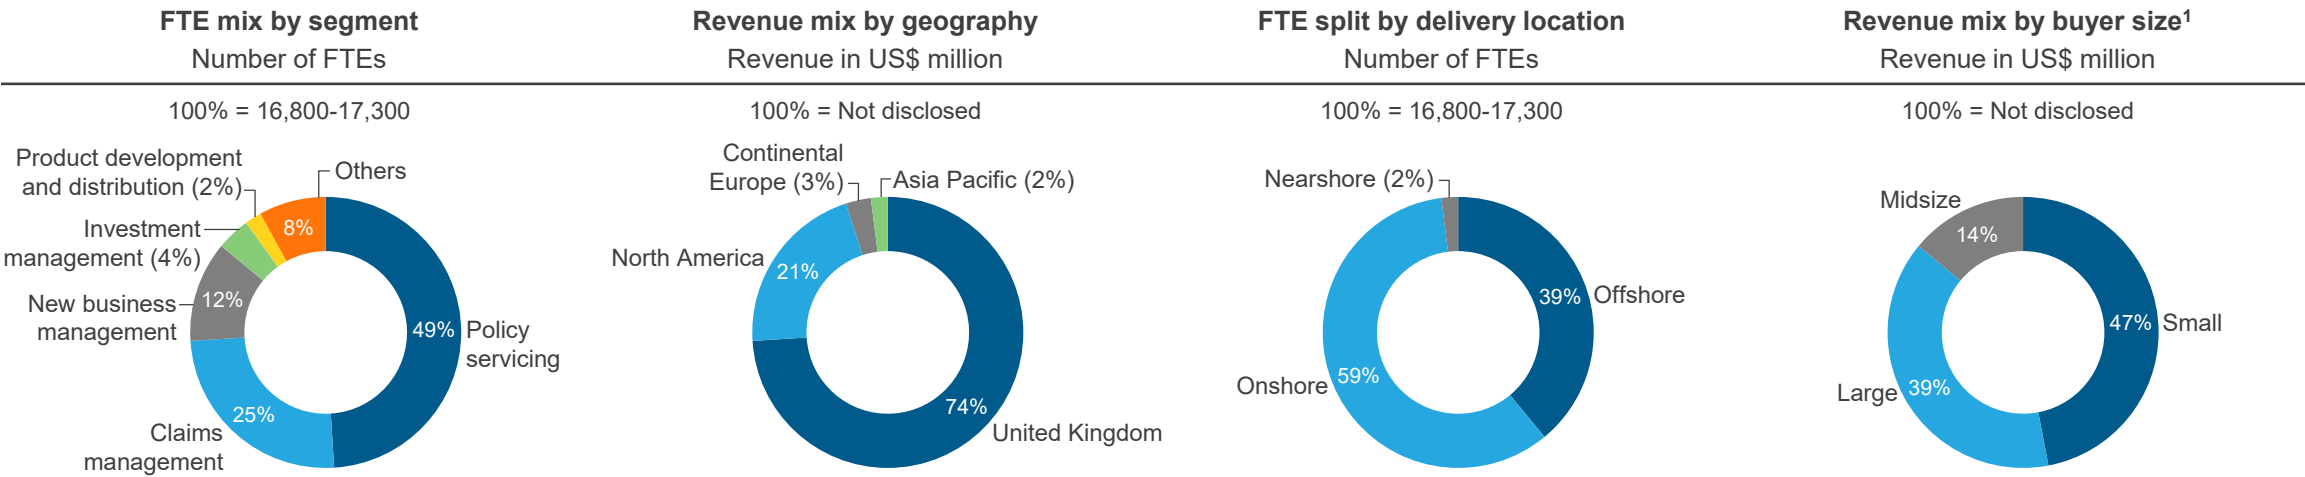 FTE mix by segment
Number of FTEs
100% = 16,800-17,300
Product development
and distribution (2%)
Others
Investment
management (4%)
8%
New business
management
12%
49%
Policy
servicing
25%
Claims
management
Revenue mix by geography
Revenue in US$ million
100% = Not disclosed
Continental
Europe (3%)
Asia Pacific (2%)
North America
21%
74%
United Kingdom
FTE split by delivery location
Number of FTEs
100% = 16,800-17,300
Nearshore (2%)
39%
Offshore
Onshore
59%
Revenue mix by buyer size¹
Revenue in US$ million
100% = Not disclosed
Midsize
14%
47%
Small
Large
39%